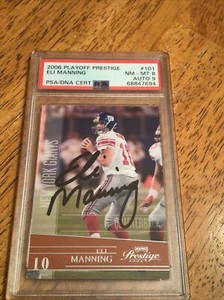 2006 PLAYOFF PRESTIGE #101
ELI MANNING NM - MT 8
AUTO 9
PSA/DNA CERT 68847694
NEW YORK GIANTS
Eli Manning
10
ELI
MANNING
PLAYOFF
Prestige